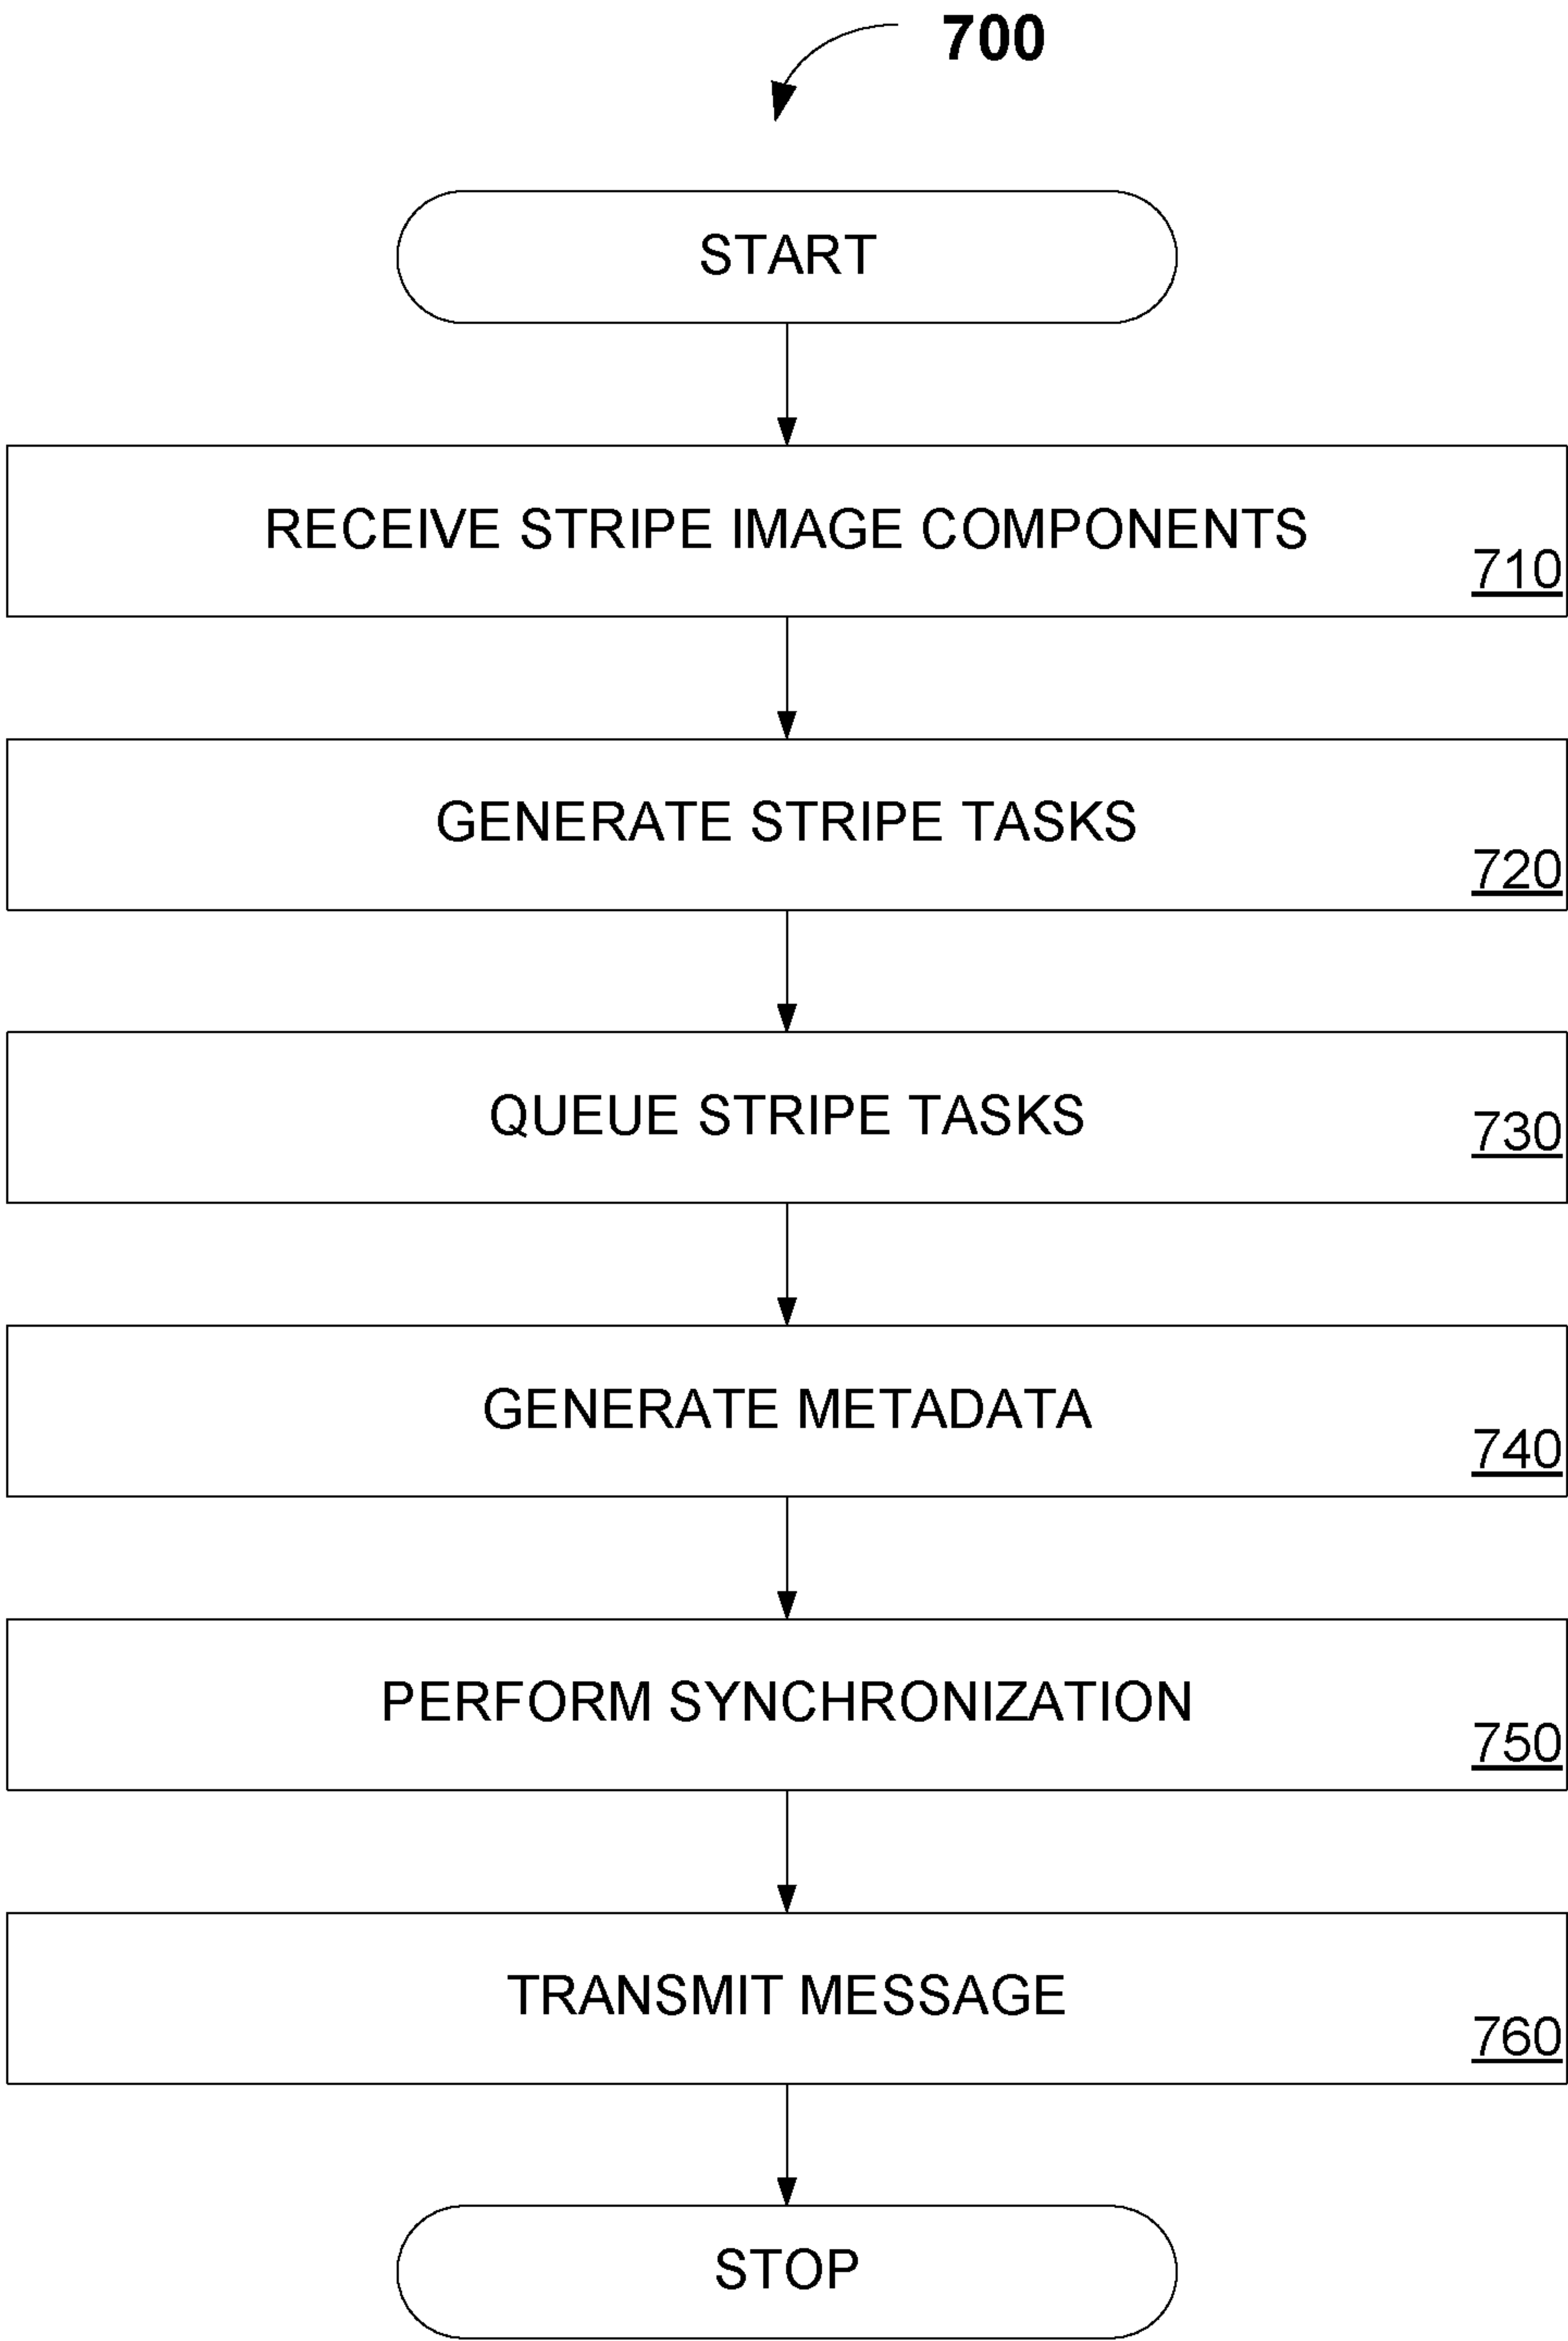 700
START
RECEIVE STRIPE IMAGE COMPONENTS
710
GENERATE STRIPE TASKS
720
QUEUE STRIPE TASKS
730
GENERATE METADATA
740
PERFORM SYNCHRONIZATION
750
TRANSMIT MESSAGE
760
STOP